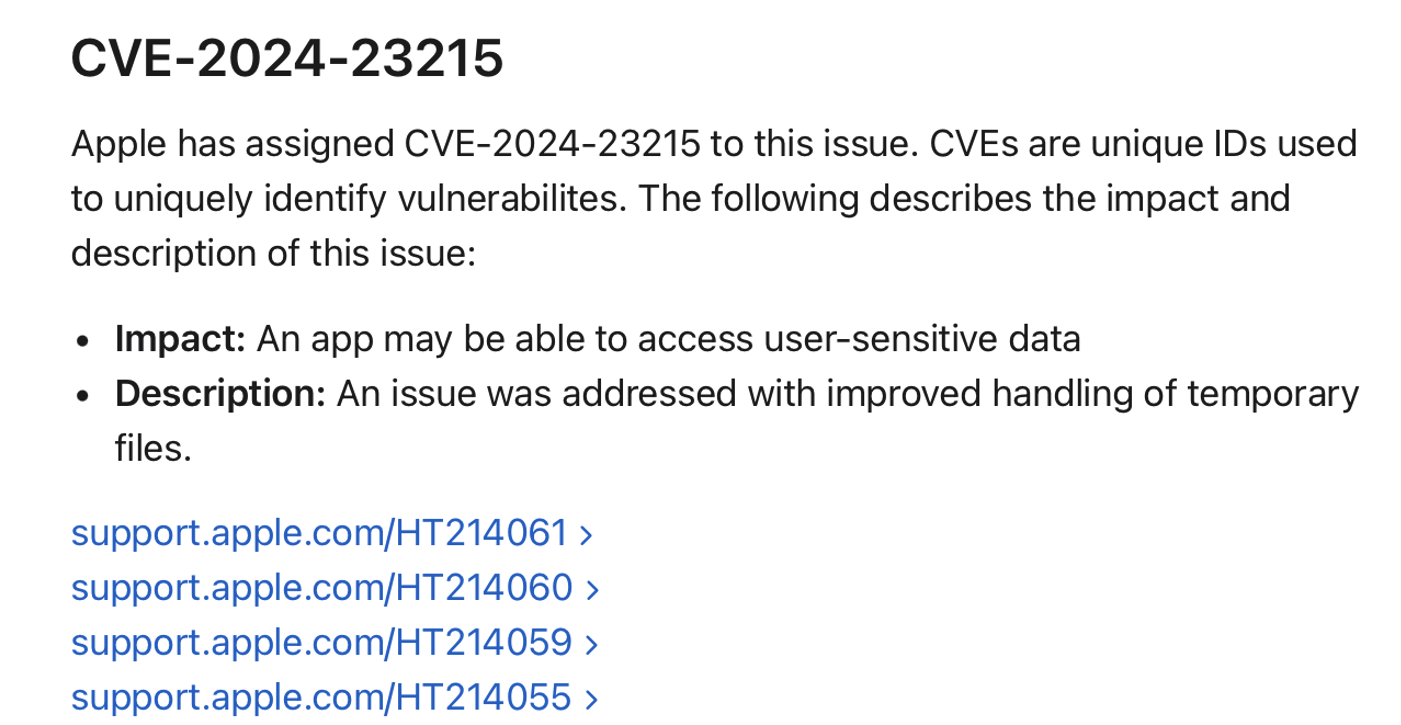 CVE-2024-23215
Apple has assigned CVE-2024-23215 to this issue. CVEs are unique IDs used
to uniquely identify vulnerabilites. The following describes the impact and
description of this issue:
• Impact: An app may be able to access user-sensitive data
• Description: An issue was addressed with improved handling of temporary
files.
support.apple.com/HT214061 >
support.apple.com/HT214060 >
support.apple.com/HT214059 >
support.apple.com/HT214055 >